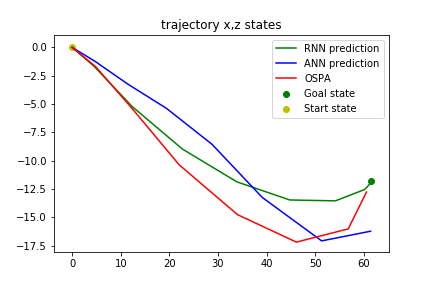 trajectory x,z states
RNN prediction
ANN prediction
OSPA
Goal state
Start state
0.0
−2.5
−5.0
−7.5
−10.0
−12.5
−15.0
−17.5
0 10 20 30 40 50 60